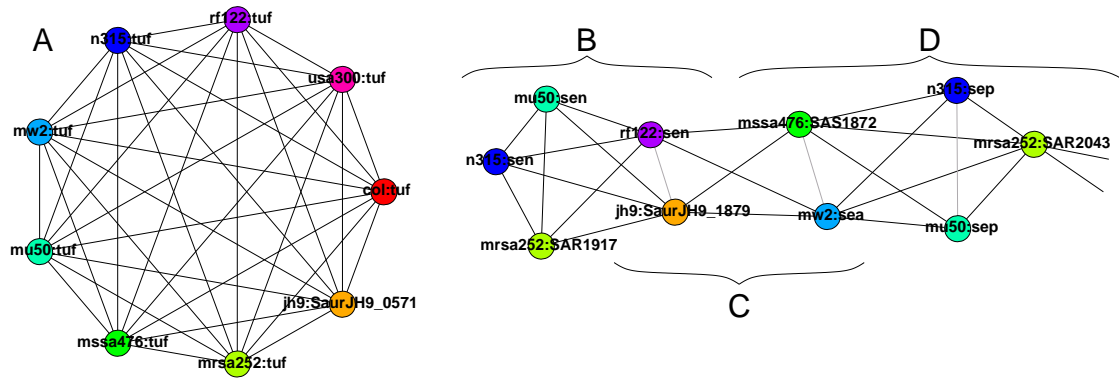 A
rf122:tuf
n315:tuf
usa300:tuf
mw2:tuf
col:tuf
mu50:tuf
jh9:SaurJH9_0571
mssa476:tuf
mrsa252:tuf
B
D
mu50:sen
n315:sep
rf122:sen
mssa476:SAS1872
mrsa252:SAR2043
n315:sen
jh9:SaurJH9_1879
mw2:sea
mu50:sep
mrsa252:SAR1917
C